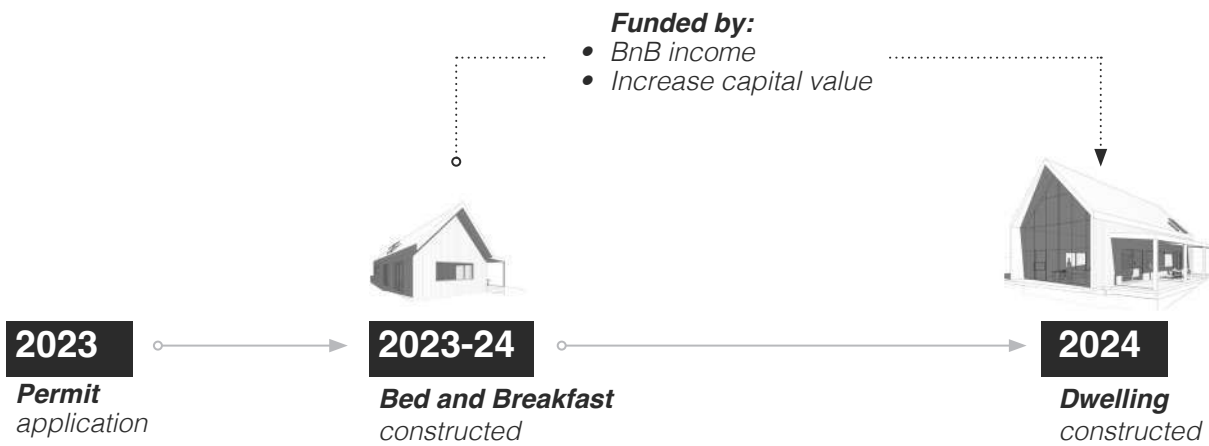 Funded by:
• BnB income
• Increase capital value
2023
Permit
application
2023-24
Bed and Breakfast
constructed
2024
Dwelling
constructed